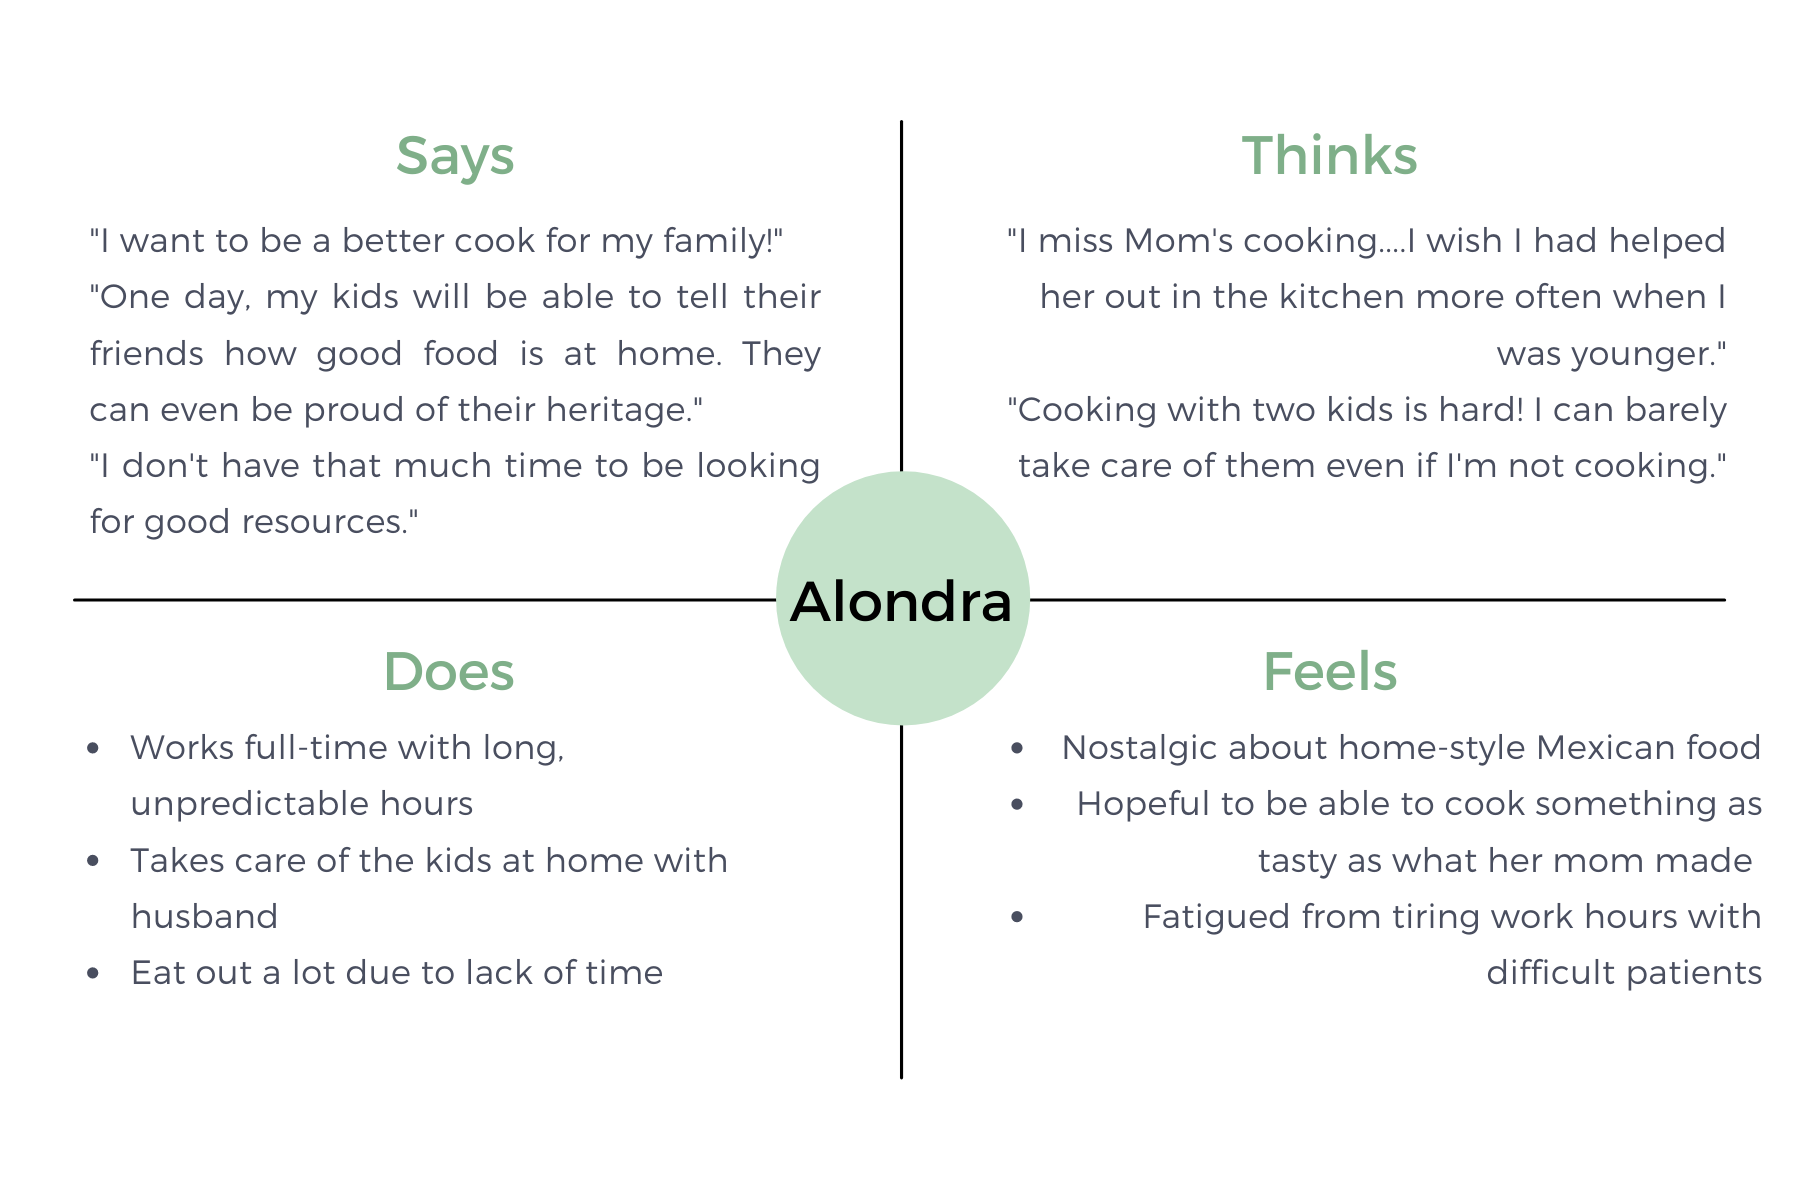 Says
"I want to be a better cook for my family!"
"One day, my kids will be able to tell their
friends how good food is at home. They
can even be proud of their heritage."
"I don't have that much time to be looking
for good resources."
Thinks
"I miss Mom's cooking....I wish I had helped
her out in the kitchen more often when I
was younger."
"Cooking with two kids is hard! I can barely
take care of them even if I'm not cooking."
Alondra
Does
• Works full-time with long,
unpredictable hours
• Takes care of the kids at home with
husband
• Eat out a lot due to lack of time
Feels
• Nostalgic about home-style Mexican food
• Hopeful to be able to cook something as
tasty as what her mom made
• Fatigued from tiring work hours with
difficult patients